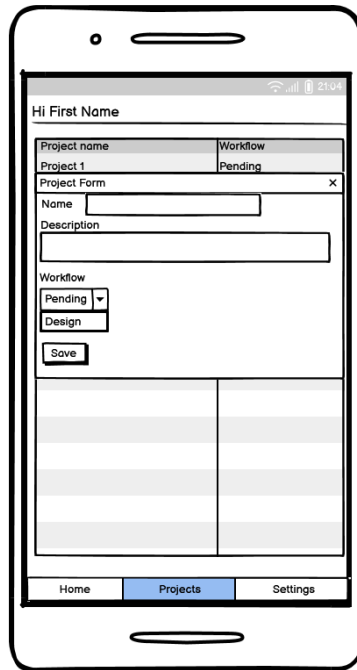 21:04
Hi First Name
Project name Workflow
Project 1 Pending
Project Form ×
Name
Description
Workflow
Pending
Design
Save
Home Projects Settings